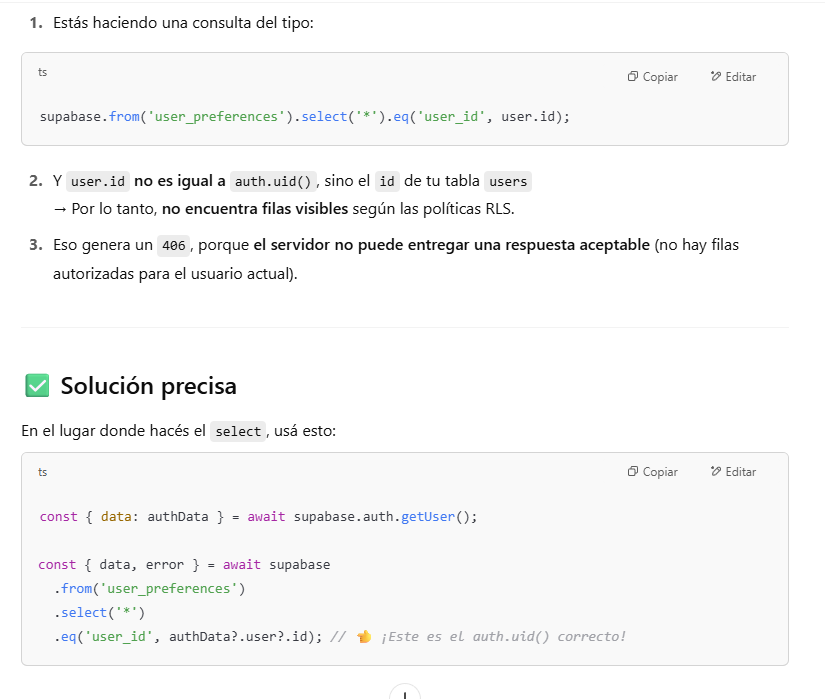 1. Estás haciendo una consulta del tipo:
ts
Copiar
Editar
supabase.from('user_preferences').select('*').eq('user_id', user.id);
2. Y user.id no es igual a auth.uid(), sino el id de tu tabla users
→ Por lo tanto, no encuentra filas visibles según las políticas RLS.
3. Eso genera un 406, porque el servidor no puede entregar una respuesta aceptable (no hay filas
autorizadas para el usuario actual).
✅ Solución precisa
En el lugar donde hacés el select, usá esto:
ts
Copiar
Editar
const { data: authData } = await supabase.auth.getUser();
const { data, error } = await supabase
.from('user_preferences')
.select('*')
.eq('user_id', authData?.user?.id); // 👈 ¡Este es el auth.uid() correcto!